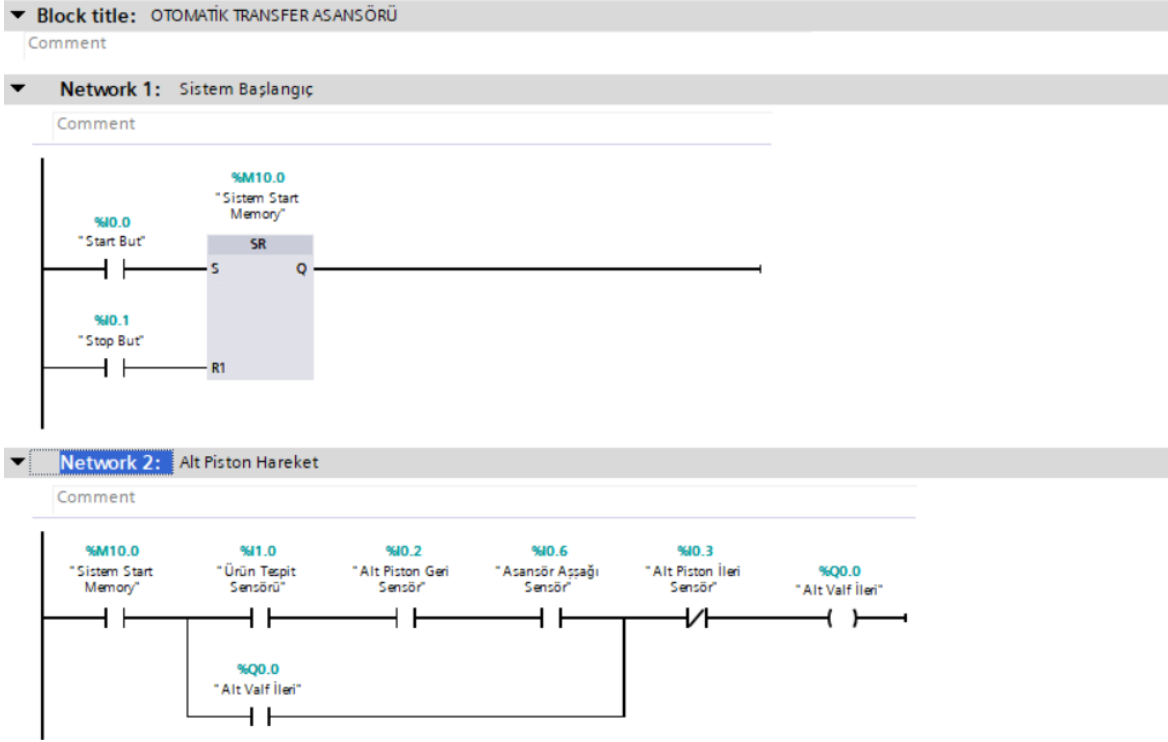 Block title: OTOMATİK TRANSFER ASANSÖRÜ
Comment
Network 1: Sistem Başlangıç
Comment
%M10.0
"Sistem Start
Memory"
%I0.0
"Start But"
SR
S Q
%I0.1
"Stop But"
R1
Network 2: Alt Piston Hareket
Comment
%M10.0 %I1.0 %I0.2 %I0.6 %I0.3
"Sistem Start "Ürün Tespit "Alt Piston Geri "Asansör Aşşağı "Alt Piston İleri %Q0.0
Memory" Sensörü" Sensör" Sensör" Sensör" "Alt Valf İleri"
%Q0.0
"Alt Valf İleri"